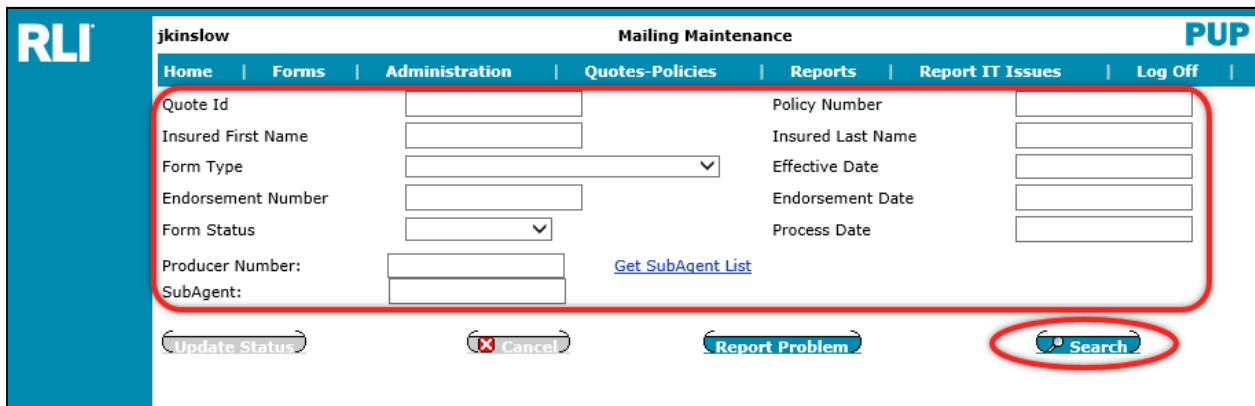 RLI
jkinslow Mailing Maintenance PUP
Home | Forms | Administration | Quotes-Policies | Reports | Report IT Issues | Log Off |
Quote Id Policy Number
Insured First Name Insured Last Name
Form Type Effective Date
Endorsement Number Endorsement Date
Form Status Process Date
Producer Number: Get SubAgent List
SubAgent:
Update Status Cancel Report Problem Search